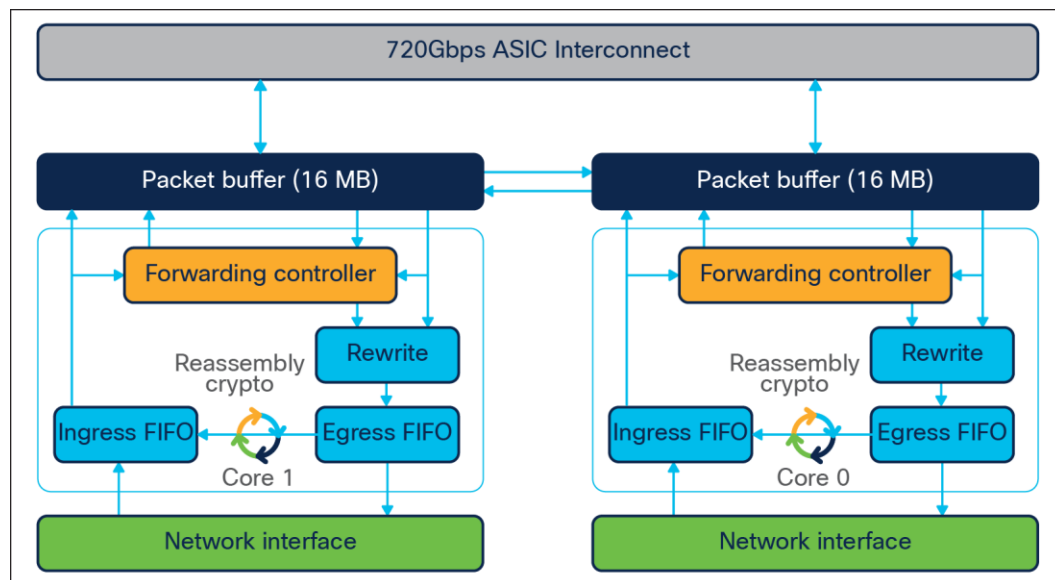 720Gbps ASIC Interconnect
Packet buffer (16 MB)
Packet buffer (16 MB)
Forwarding controller
Forwarding controller
Rewrite
Rewrite
Reassembly
crypto
Reassembly
crypto
Ingress FIFO
Egress FIFO
Ingress FIFO
Egress FIFO
Core 1
Core 0
Network interface
Network interface